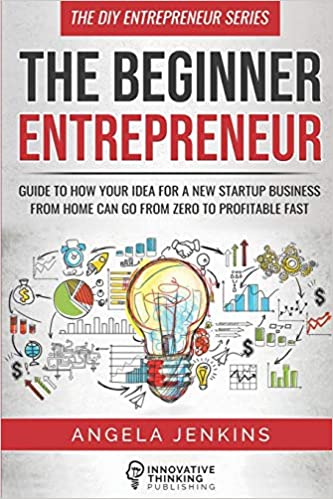 THE DIY ENTREPRENEUR SERIES
THE BEGINNER
ENTREPRENEUR
GUIDE TO HOW YOUR IDEA FOR A NEW STARTUP BUSINESS
FROM HOME CAN GO FROM ZERO TO PROFITABLE FAST
ANGELA JENKINS
INNOVATIVE
THINKING
PUBLISHING